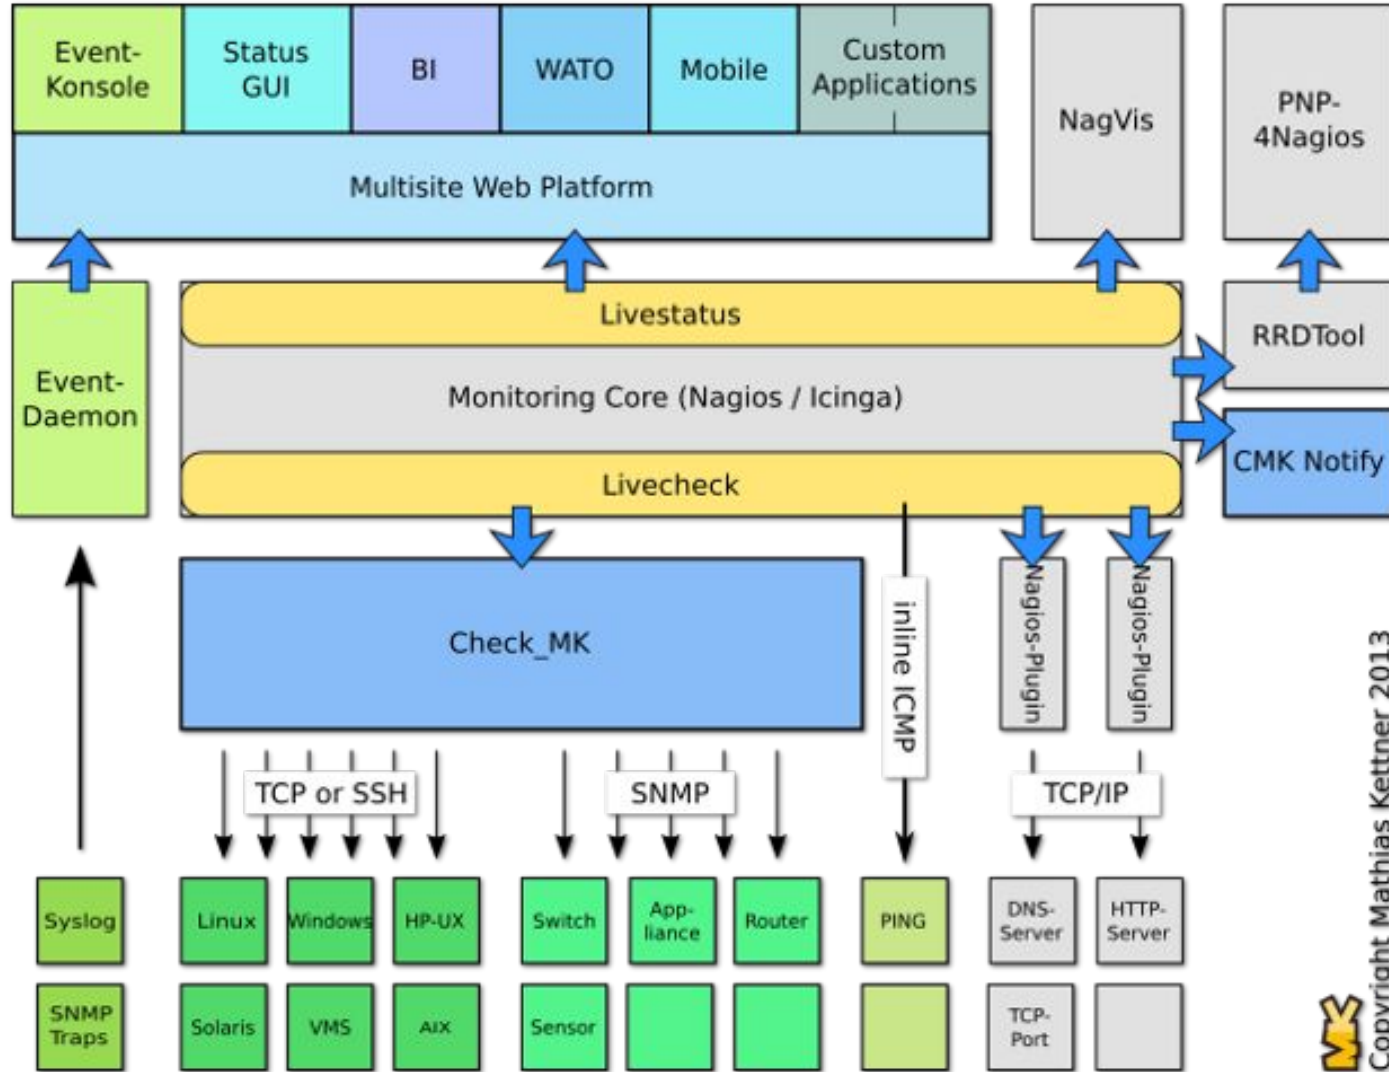 Event-
Konsole
Status
GUI
BI
WATO
Mobile
Custom
Applications
Multisite Web Platform
NagVis
PNP-
4Nagios
Event-
Daemon
Livestatus
Monitoring Core (Nagios / Icinga)
Livecheck
RRDTool
CMK Notify
Check_MK
inline ICMP
Nagios-Plugin
Nagios-Plugin
TCP or SSH
SNMP
TCP/IP
Syslog
Linux
Windows
HP-UX
Switch
App-
liance
Router
PING
DNS-
Server
HTTP-
Server
SNMP
Traps
Solaris
VMS
AIX
Sensor
TCP-
Port
MK
Copyright Mathias Kettner 2013